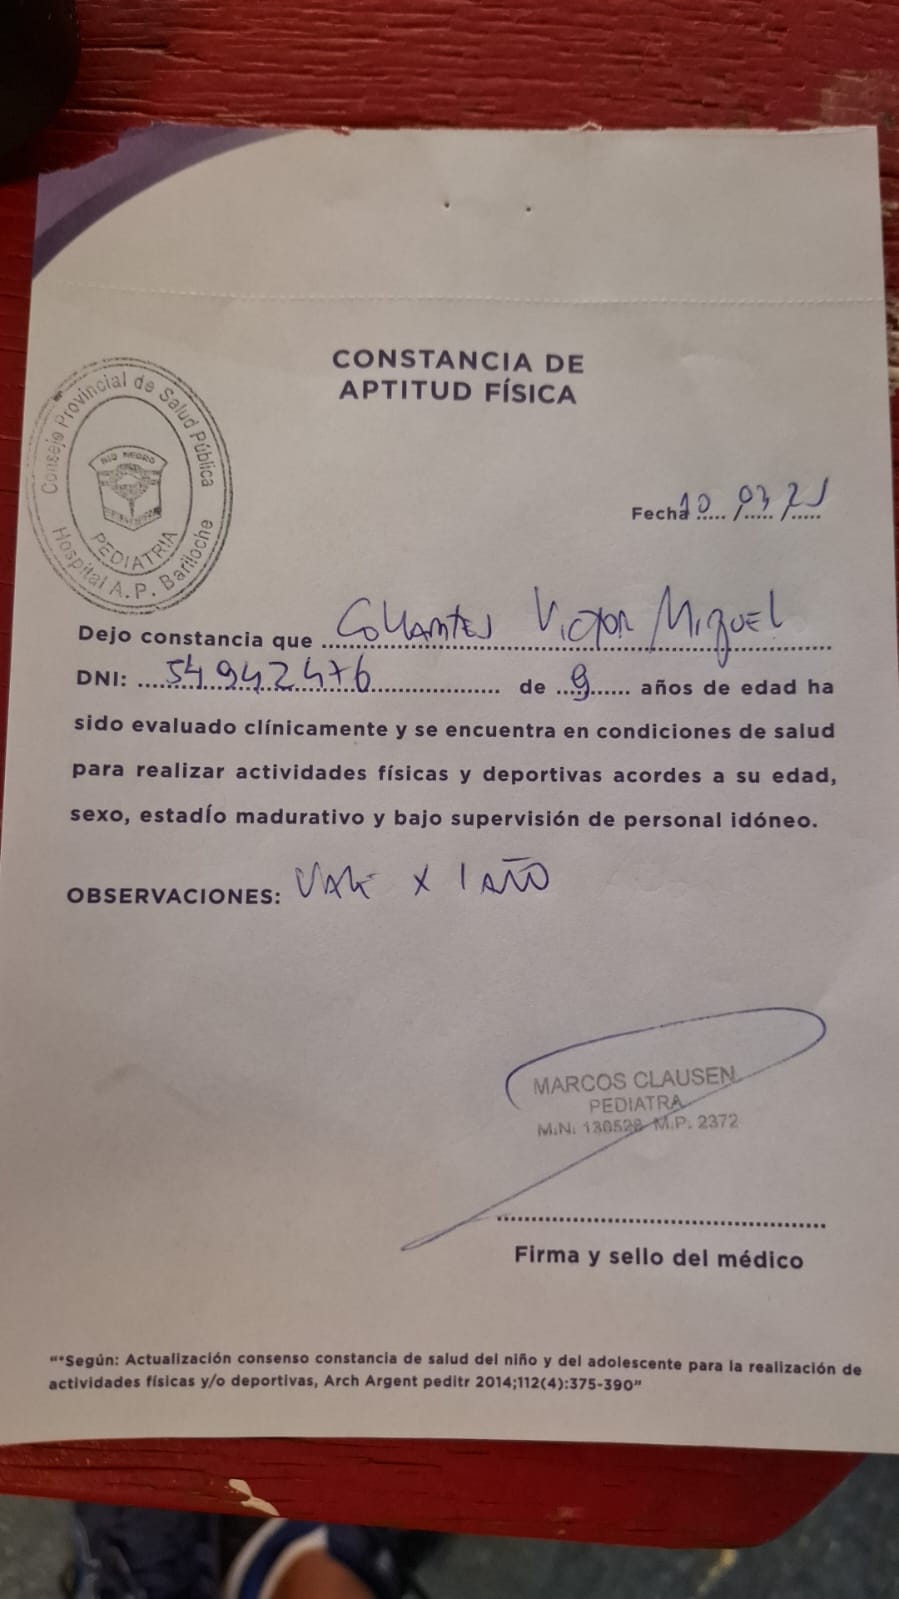 CONSTANCIA DE
APTITUD FÍSICA
Consejo Provincial de Salud Pública
RIO NEGRO
PEDIATRIA
Hospital A.P. Bariloche
Fecha 10 /03/
Dejo constancia que Collantes Victor Miguel
DNI: 54942476 de 9 años de edad ha
sido evaluado clínicamente y se encuentra en condiciones de salud
para realizar actividades físicas y deportivas acordes a su edad,
sexo, estadío madurativo y bajo supervisión de personal idóneo.
OBSERVACIONES: VALE X 1 AÑO
MARCOS CLAUSEN
PEDIATRA
M.N. 130528 M.P. 2372
Firma y sello del médico
"*Según: Actualización consenso constancia de salud del niño y del adolescente para la realización de
actividades físicas y/o deportivas, Arch Argent peditr 2014;112(4):375-390"